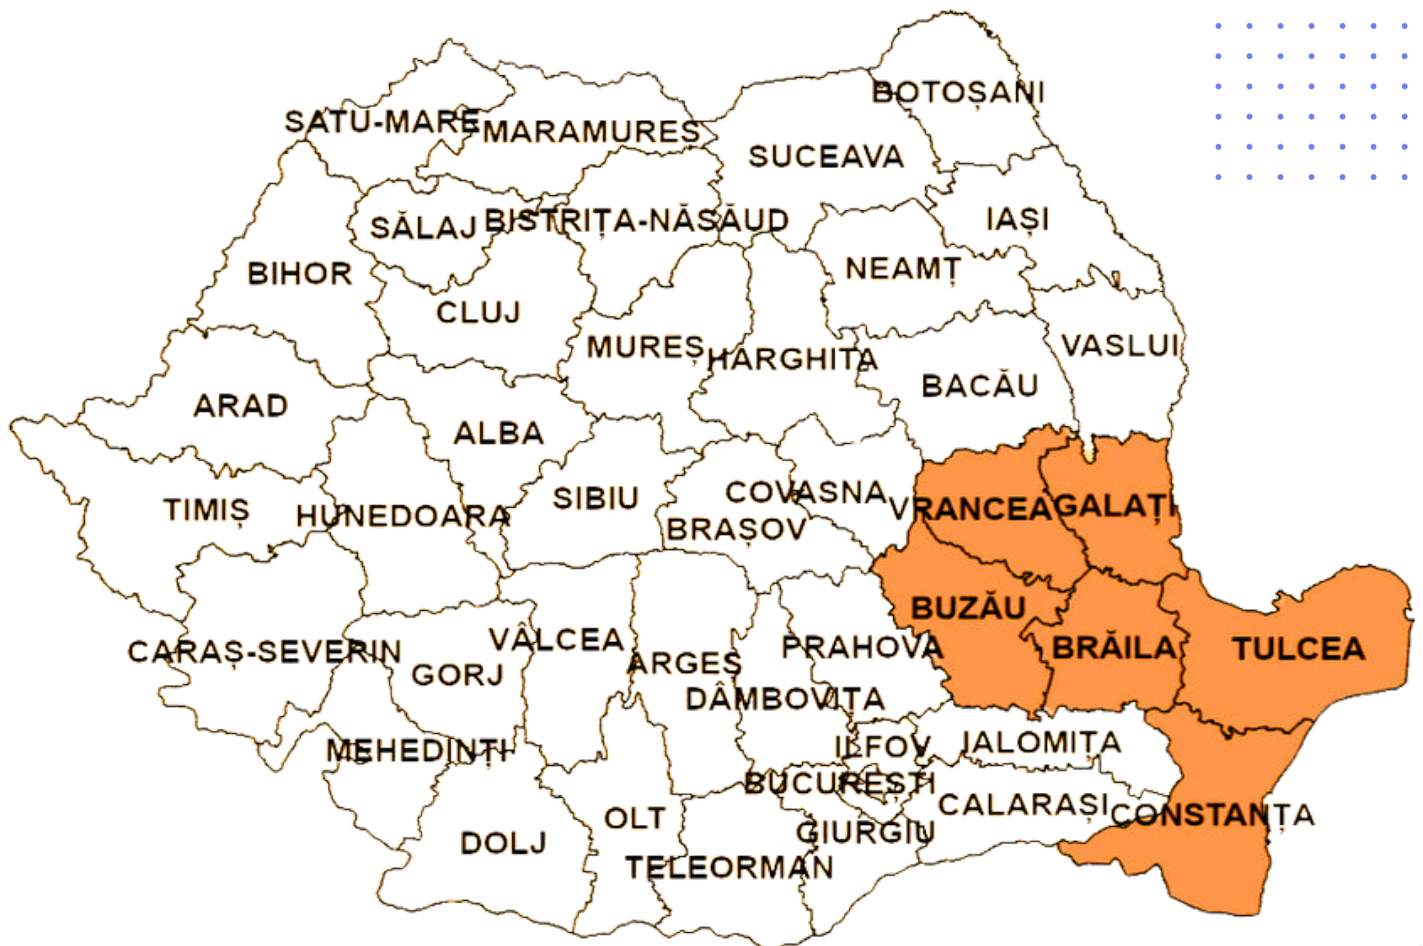 BOTOȘANI
SATU-MARE
MARAMURES
SUCEAVA
SĂLAJ
BISTRIȚA-NĂSĂUD
IAȘI
BIHOR
NEAMȚ
CLUJ
MUREȘ
HARGHITA
VASLUI
BACĂU
ARAD
ALBA
TIMIȘ
HUNEDOARA
SIBIU
COVASNA
BRAȘOV
VRANCEA
GALAȚI
BUZĂU
CARAȘ-SEVERIN
GORJ
VÂLCEA
ARGEȘ
PRAHOVA
BRĂILA
TULCEA
DÂMBOVIȚA
MEHEDINȚI
ILFOV
IALOMIȚA
BUCUREȘTI
CALARAȘI
CONSTANȚA
OLT
GIURGIU
DOLJ
TELEORMAN